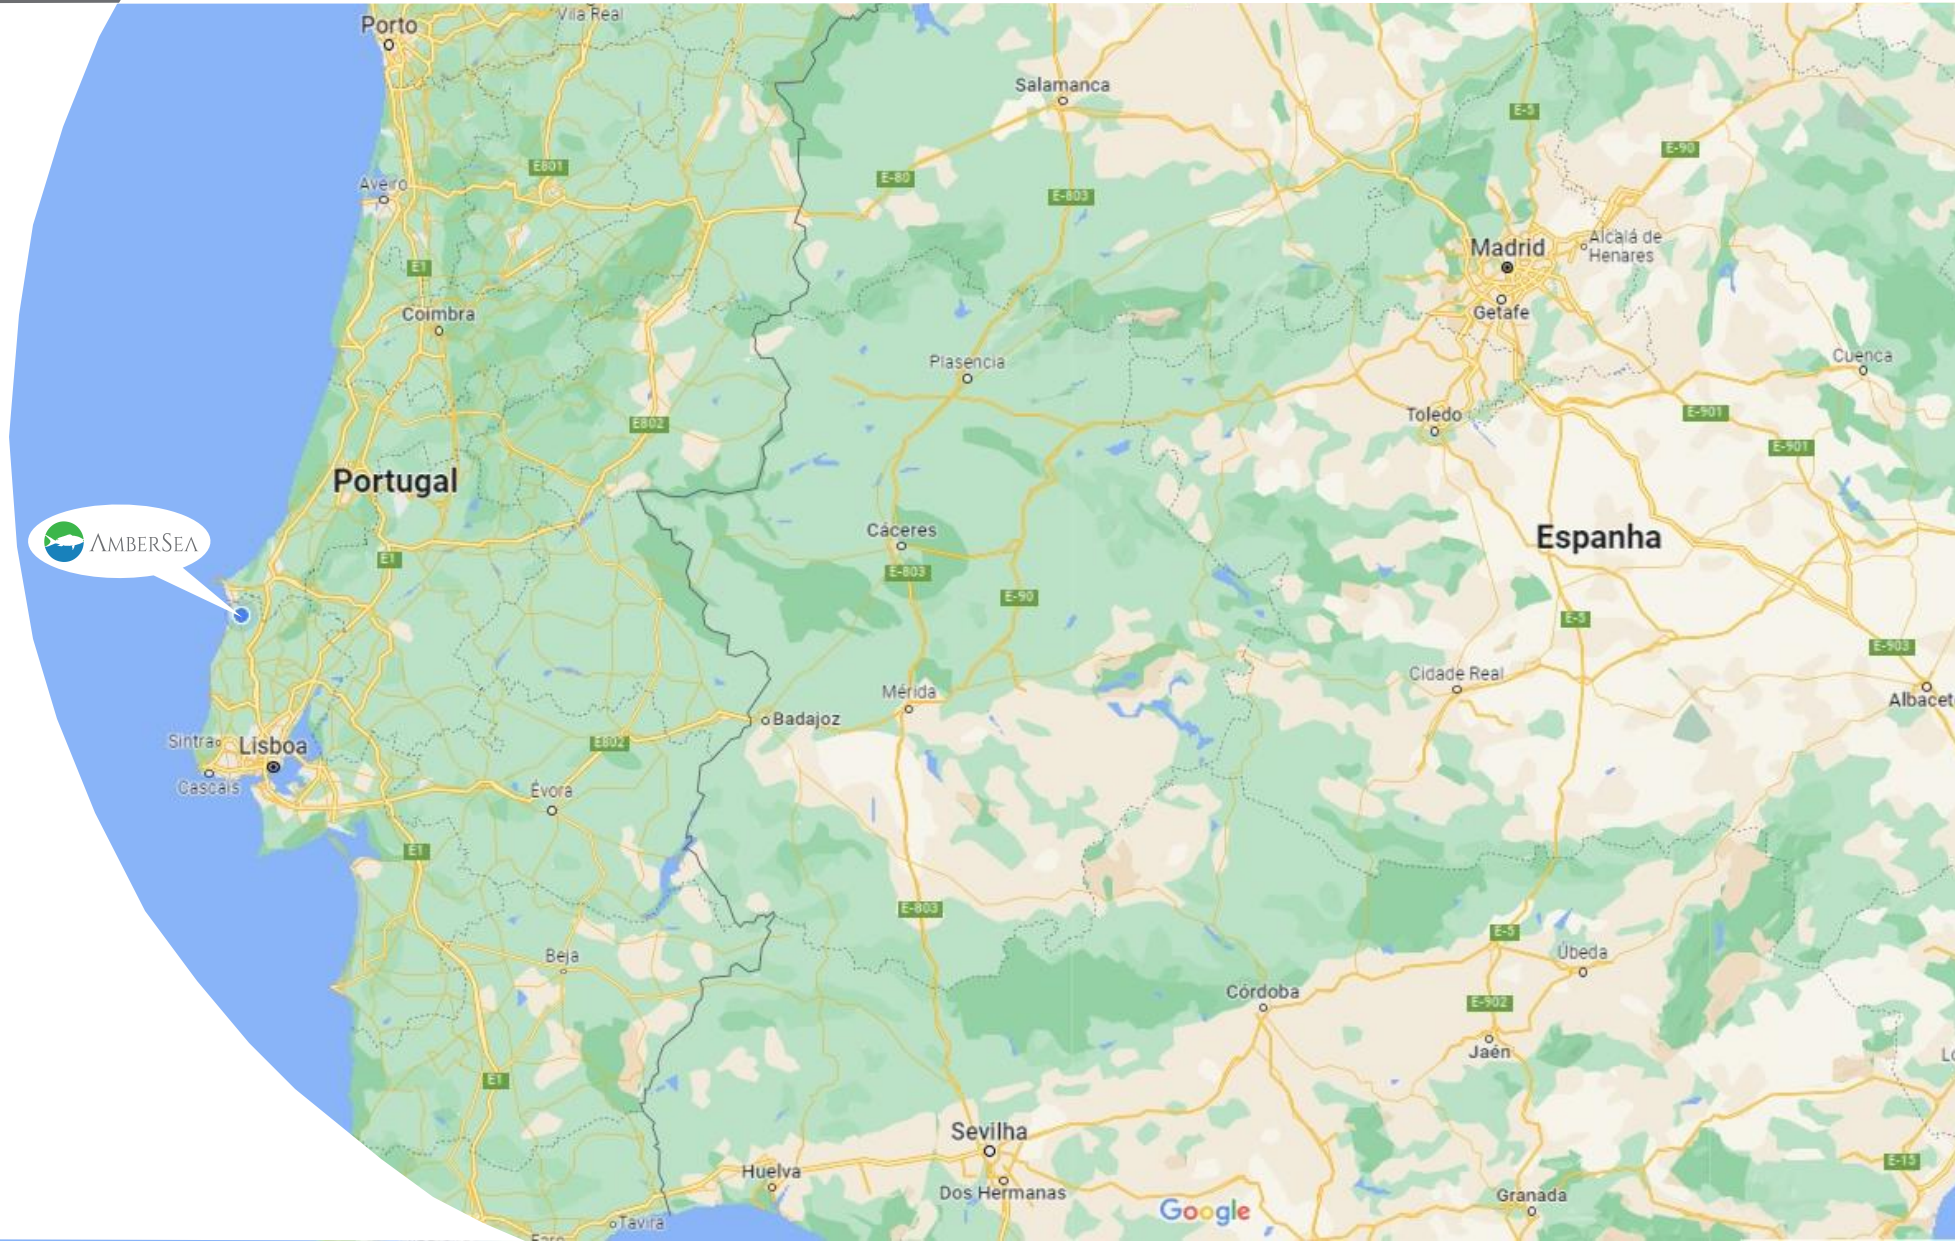 Porto
Vila Real
Salamanca
E-5
E-90
E801
E-80
E-803
Aveiro
Madrid
Alcalá de
Henares
E1
Getafe
Coimbra
Plasencia
Cuenca
Toledo
E-901
E802
E-901
Portugal
Cáceres
Espanha
AMBERSEA
E1
E-803
E-90
E-5
E-903
Cidade Real
Mérida
Albacet
Badajoz
Sintra
Lisboa
E802
Cascais
Évora
E1
E-803
E-5
Beja
Úbeda
Córdoba
E-902
Jaén
Lo
E1
Sevilha
E-15
Huelva
Dos Hermanas
Granada
Google
Tavira
Faro